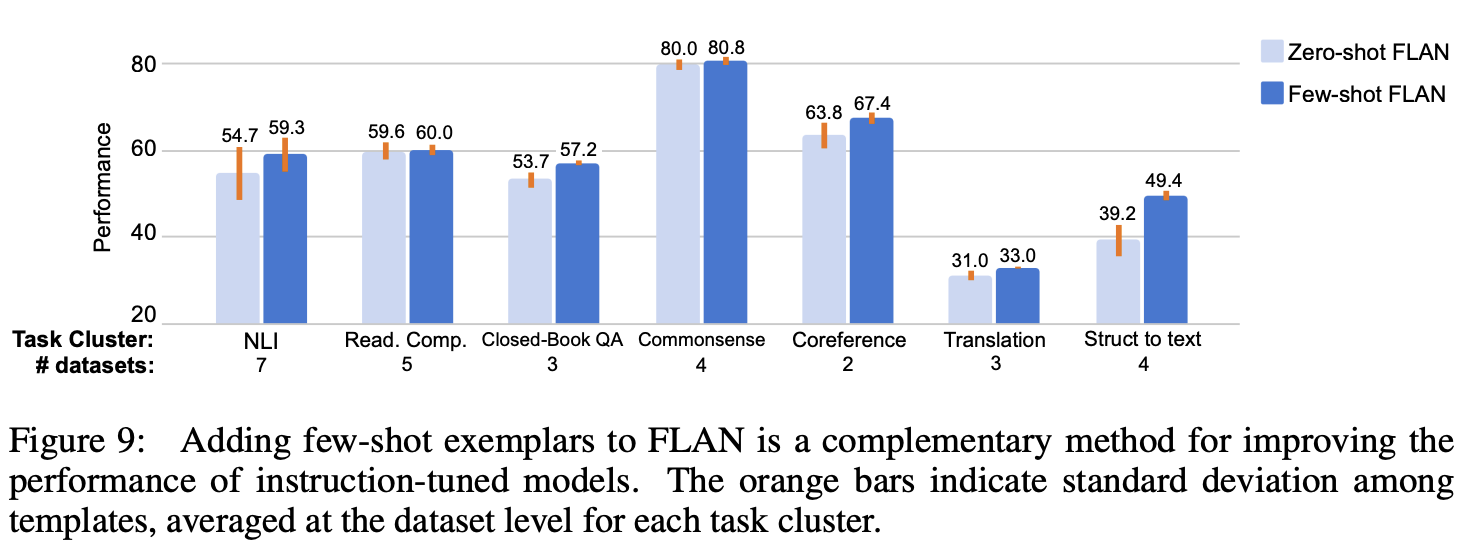 80.0 80.8
Zero-shot FLAN
Few-shot FLAN
80
67.4
63.8
59.3
54.7
59.6 60.0
57.2
53.7
60
49.4
39.2
40
31.0 33.0
20
Performance
Task Cluster: NLI Read. Comp. Closed-Book QA Commonsense Coreference Translation Struct to text
# datasets: 7 5 3 4 2 3 4
Figure 9: Adding few-shot exemplars to FLAN is a complementary method for improving the
performance of instruction-tuned models. The orange bars indicate standard deviation among
templates, averaged at the dataset level for each task cluster.